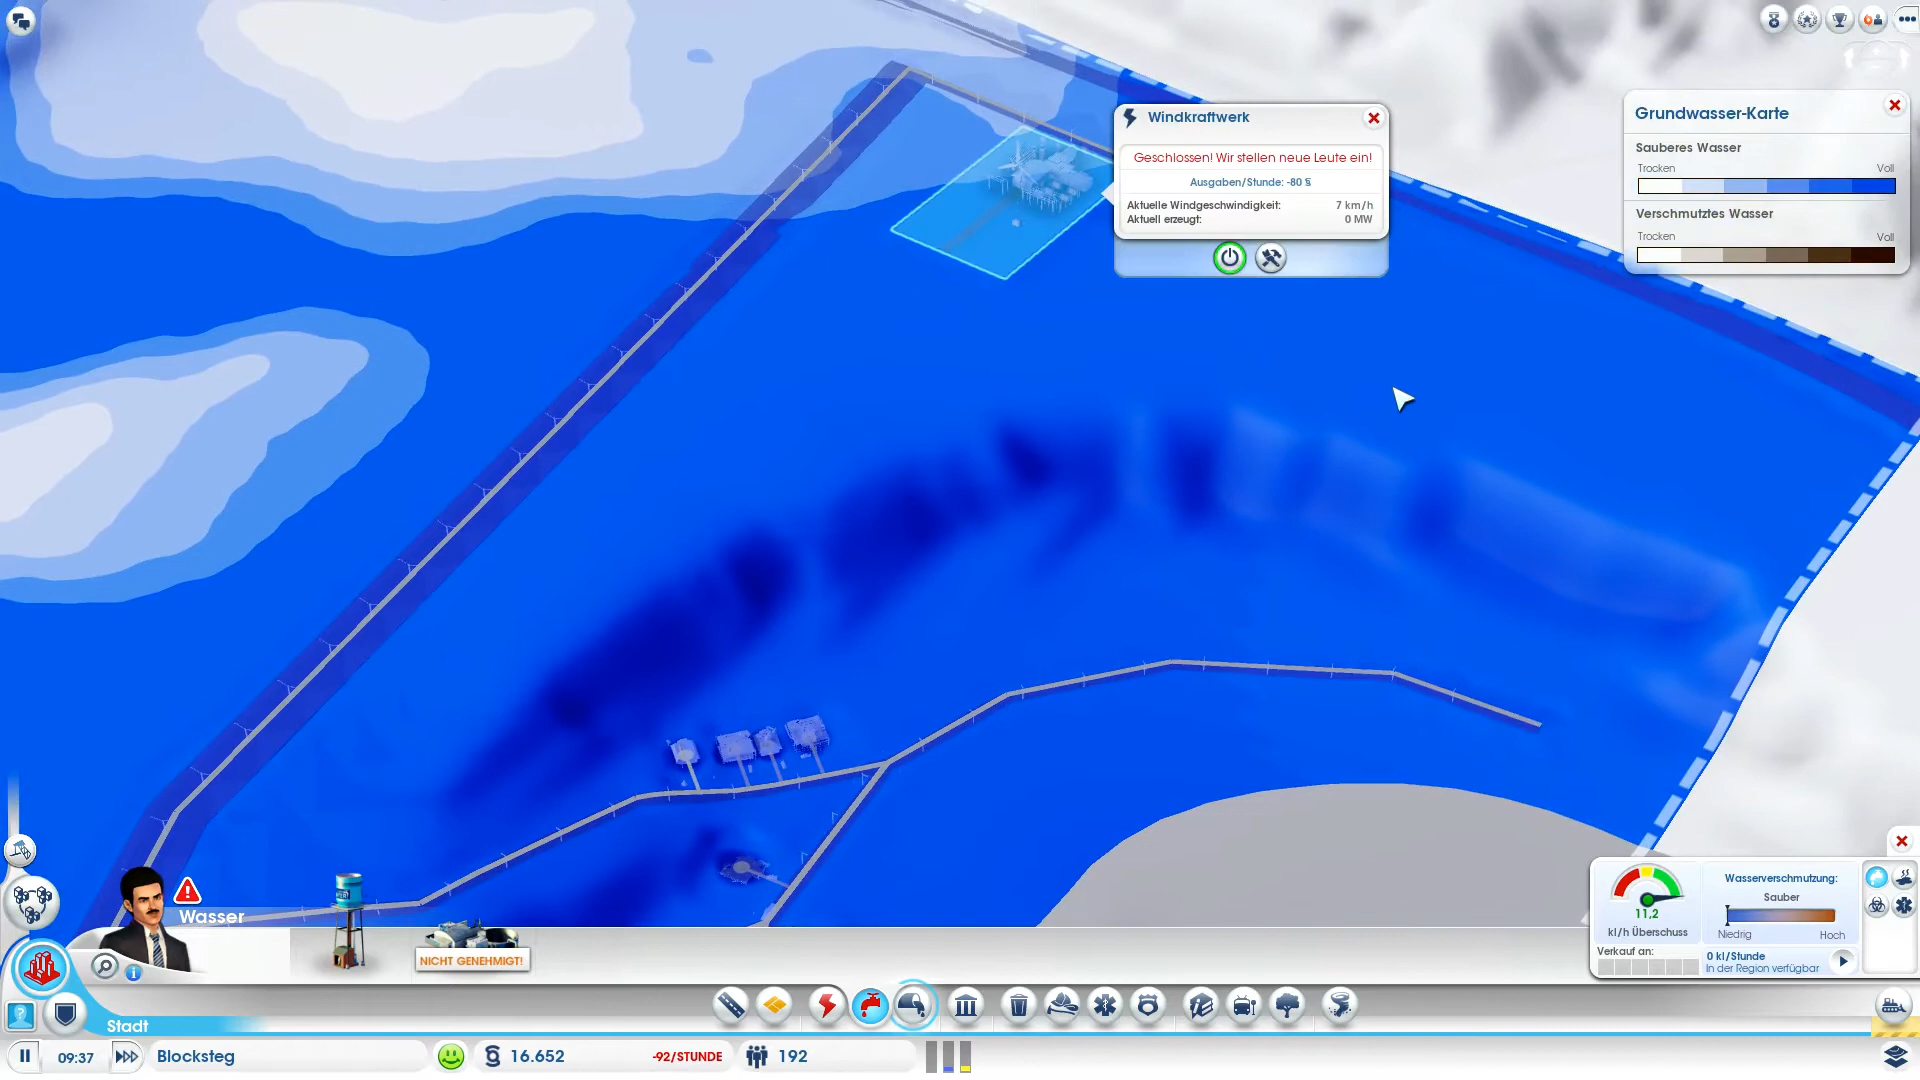 Windkraftwerk
Geschlossen! Wir stellen neue Leute ein!
Ausgaben/Stunde: -80 §
Aktuelle Windgeschwindigkeit: 7 km/h
Aktuell erzeugt: 0 MW
Grundwasser-Karte
Sauberes Wasser
Trocken Voll
Verschmutztes Wasser
Trocken Voll
Wasser
NICHT GENEHMIGT!
11,2
kl/h Überschuss
Verkauf an:
Wasserverschmutzung:
Sauber
Niedrig Hoch
0 kl/Stunde
In der Region verfügbar
Stadt
09:37
Blocksteg
16.652
-92/STUNDE
192